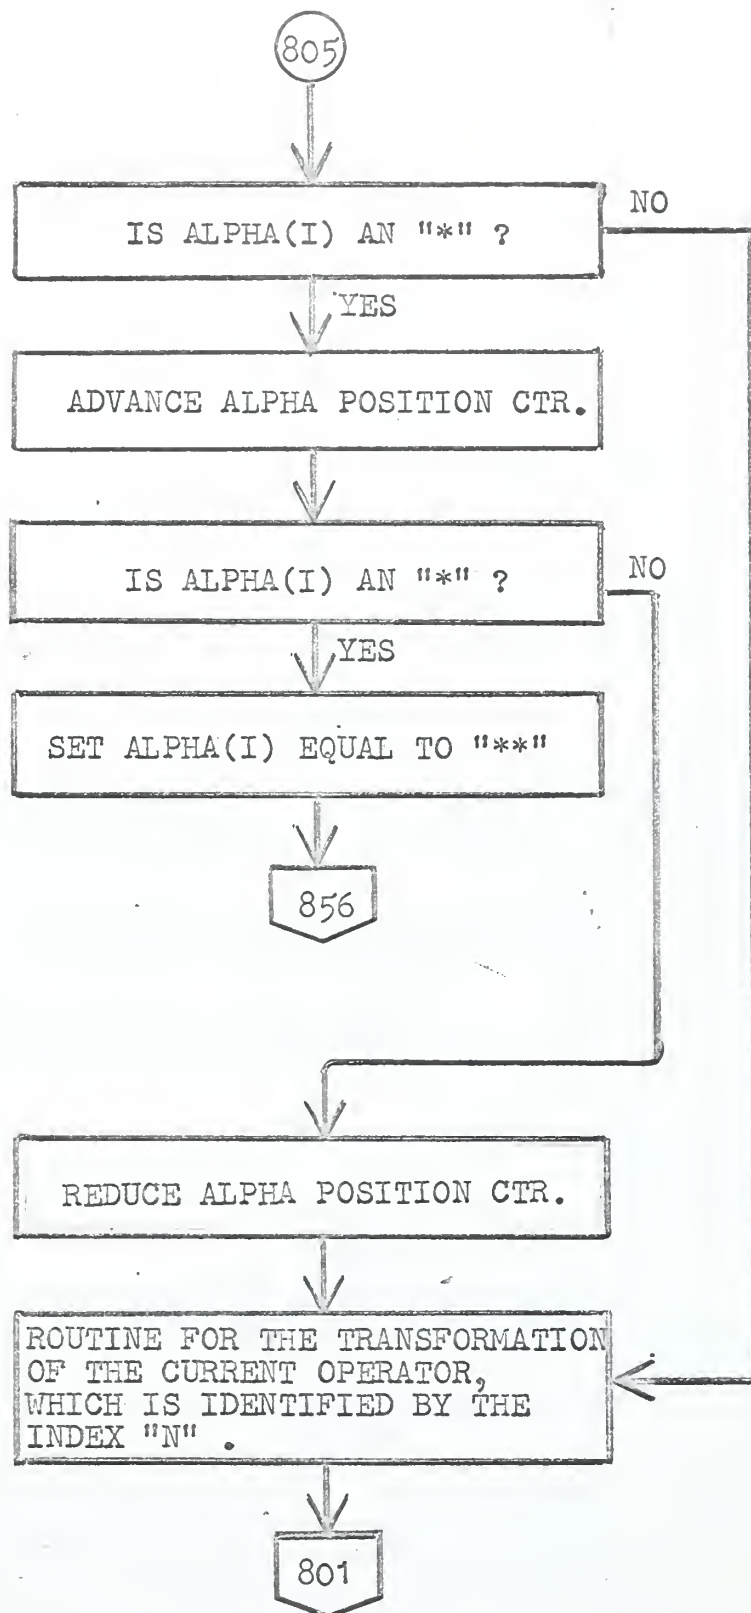 805
IS ALPHA(I) AN "*" ?
NO
YES
ADVANCE ALPHA POSITION CTR.
IS ALPHA(I) AN "*" ?
NO
YES
SET ALPHA(I) EQUAL TO "**"
856
REDUCE ALPHA POSITION CTR.
ROUTINE FOR THE TRANSFORMATION
OF THE CURRENT OPERATOR,
WHICH IS IDENTIFIED BY THE
INDEX "N" .
801